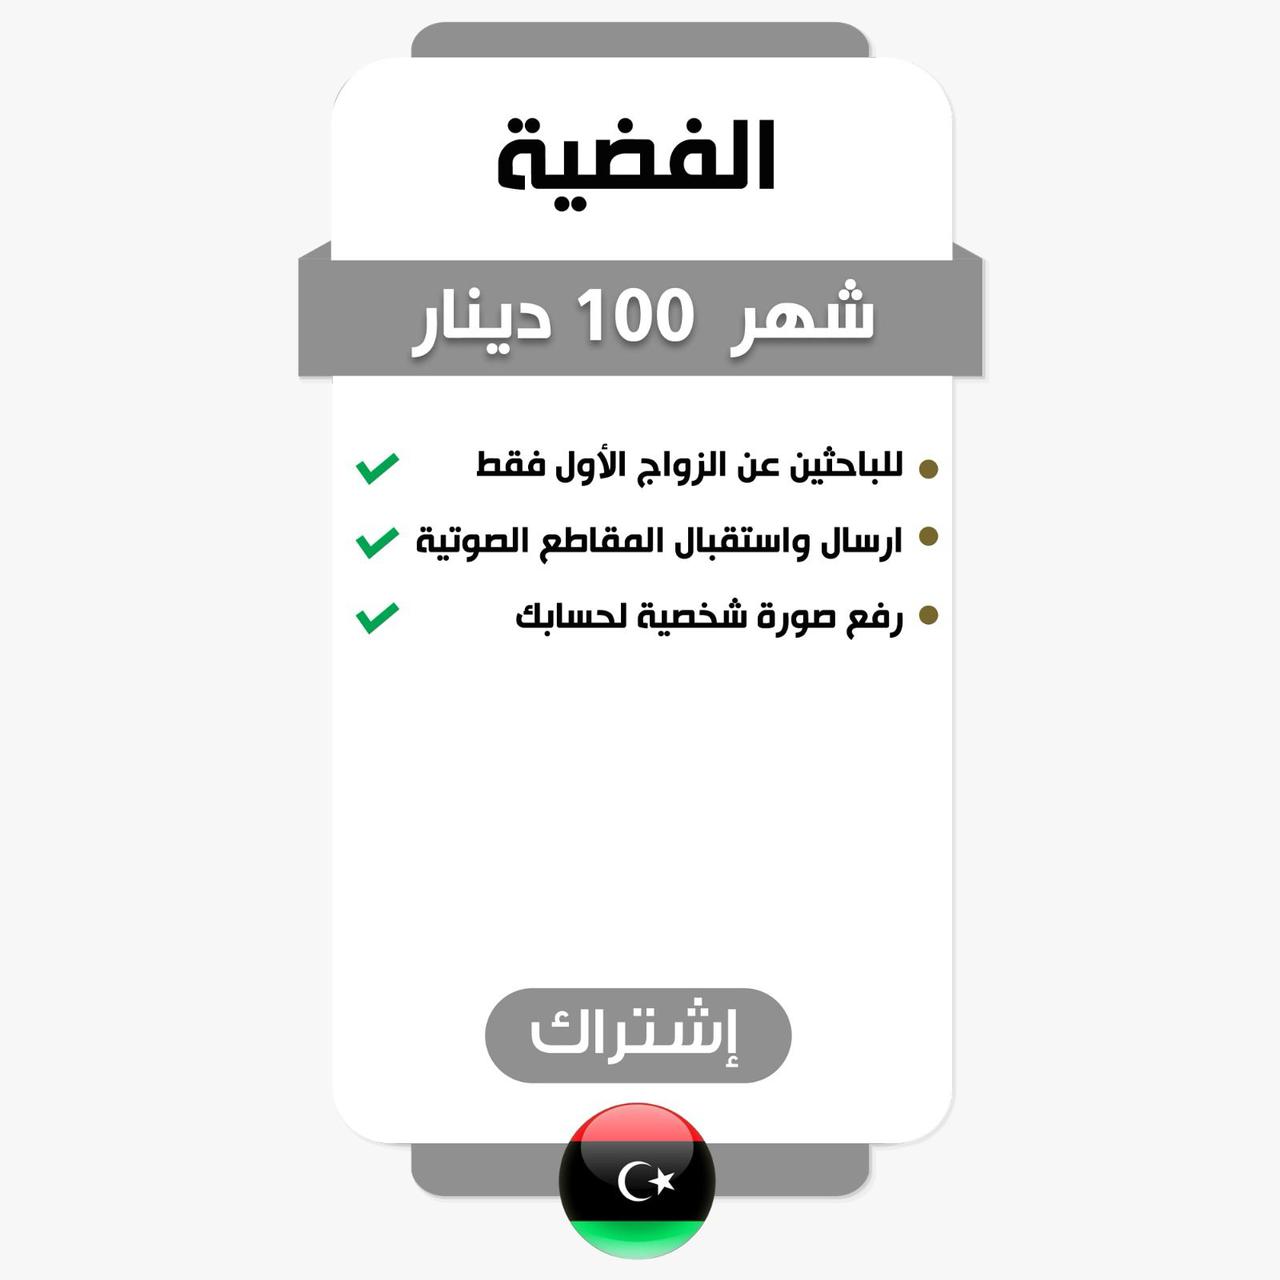 الفضية
شهر 100 دينار
للباحثين عن الزواج الأول فقط
ارسال واستقبال المقاطع الصوتية
رفع صورة شخصية لحسابك
إشتراك